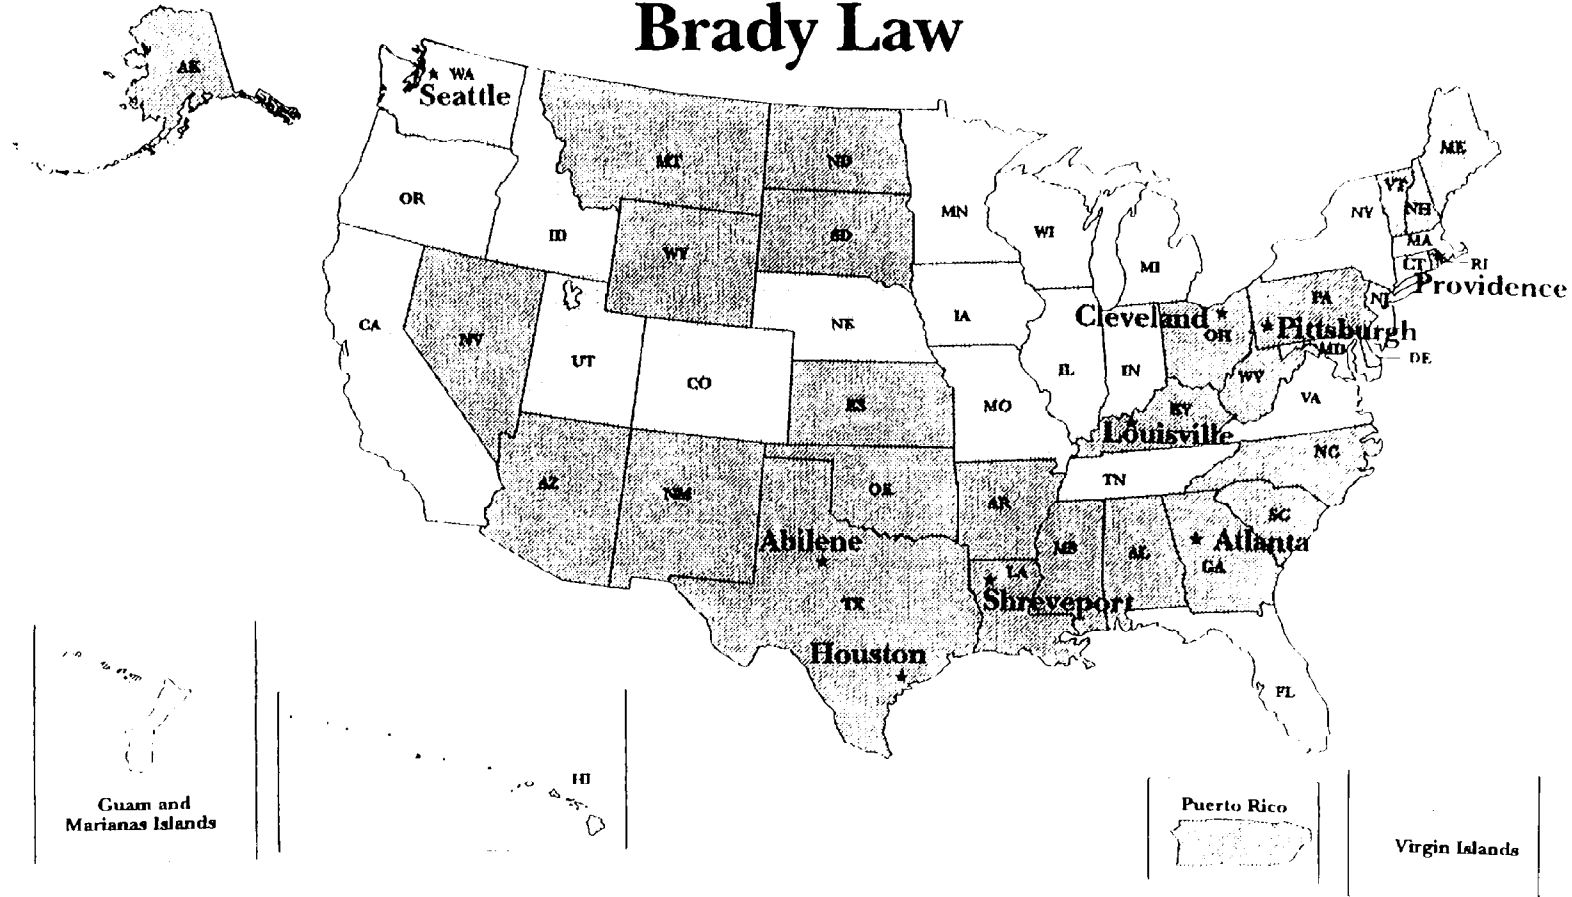 Brady Law
AK
WA
Seattle
MT
ND
ME
OR
ID
WY
SD
MN
WI
MI
NY
VT
NH
MA
CT
RI
Providence
CA
NV
UT
CO
NE
IA
IL
IN
Cleveland
OH
PA
NJ
Pittsburgh
MD
DE
WV
VA
KS
MO
KY
Louisville
AZ
NM
OK
AR
TN
NC
SC
Abilene
MS
AL
Atlanta
GA
TX
LA
Shreveport
Houston
FL
HI
Guam and
Marianas Islands
Puerto Rico
Virgin Islands